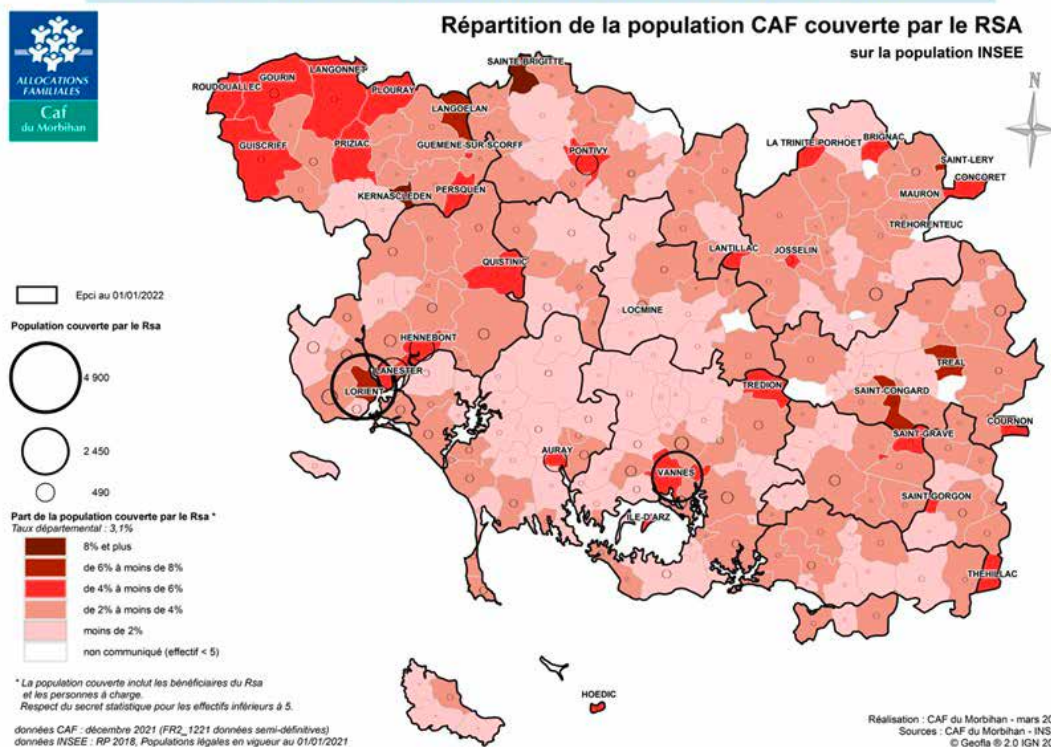 Répartition de la population CAF couverte par le RSA
sur la population INSEE
ALLOCATIONS
FAMILIALES
Caf
du Morbihan
N
SAINTE-BRIGITTE
LANGONNET
GOURIN
ROUDOUALLEC
PLOURAY
LANGOELAN
GUISCRIFF
PRIZIAC
GUEMENE-SUR-SCORFF
PONTIVY
LA TRINITE-PORHOET
BRIGNAC
SAINT-LERY
CONCORET
KERNASCLEDEN
PERSQUEN
MAURON
TREHORENTEUC
QUISTINIC
LANTILLAC
JOSSELIN
LOCMINE
HENNEBONT
LANESTER
LORIENT
TREAL
TREDION
SAINT-CONGARD
COURNON
SAINT-GRAVE
AURAY
VANNES
SAINT-GORGON
ILE-D'ARZ
THEHILLAC
HOEDIC
Epci au 01/01/2022
Population couverte par le Rsa
4 900
2 450
490
Part de la population couverte par le Rsa *
Taux départemental : 3,1%
8% et plus
de 6% à moins de 8%
de 4% à moins de 6%
de 2% à moins de 4%
moins de 2%
non communiqué (effectif < 5)
* La population couverte inclut les bénéficiaires du Rsa
et les personnes à charge.
Respect du secret statistique pour les effectifs inférieurs à 5.
données CAF : décembre 2021 (FR2_1221 données semi-définitives)
données INSEE : RP 2018, Populations légales en vigueur au 01/01/2021
Réalisation : CAF du Morbihan - mars 20
Sources : CAF du Morbihan - INS
© Geofla ® 2.0 IGN 20